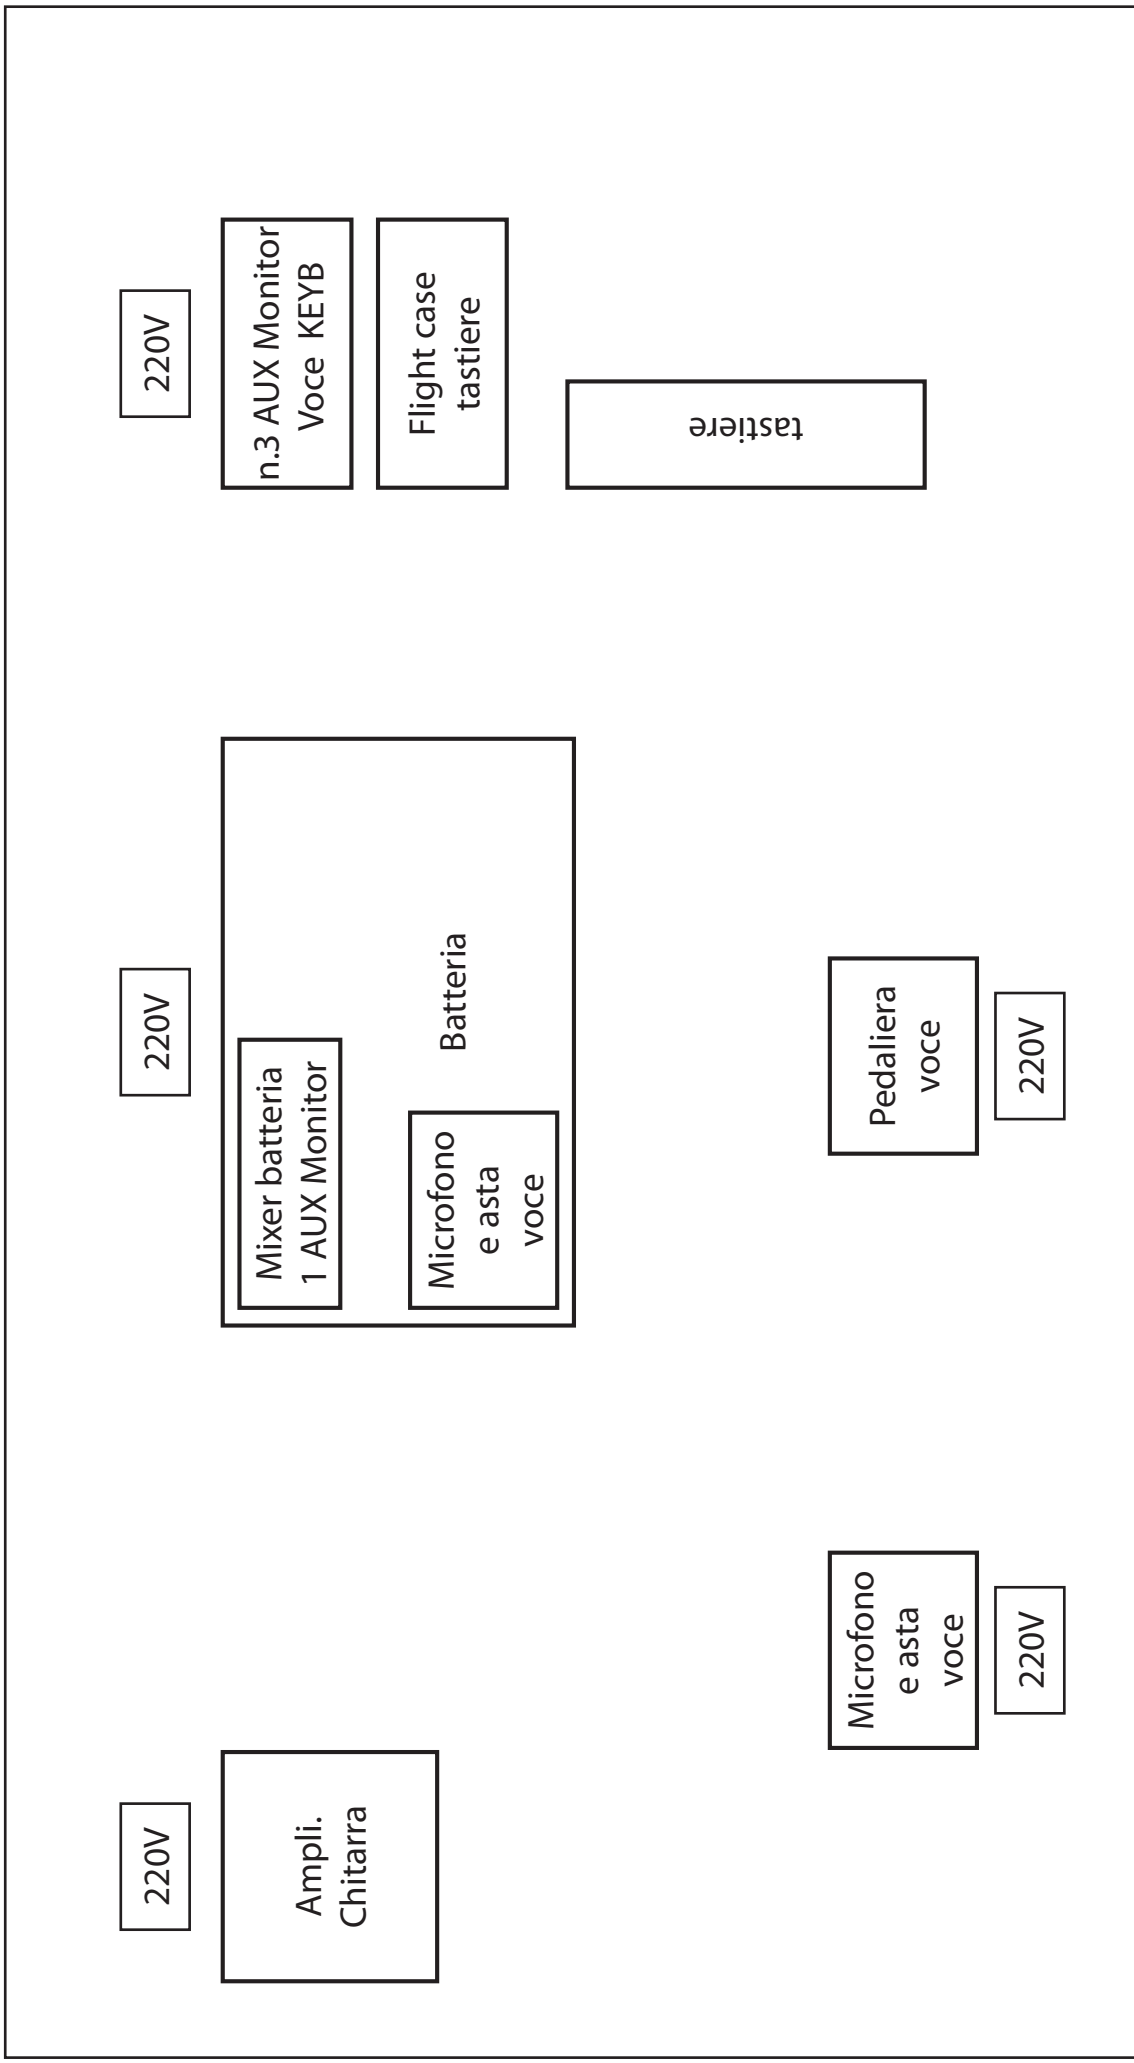 220V
220V
220V
Ampli.
Chitarra
Mixer batteria
1 AUX Monitor
Batteria
Microfono
e asta
voce
n.3 AUX Monitor
Voce KEYB
Flight case
tastiere
tastiere
Microfono
e asta
voce
220V
Pedaliera
voce
220V